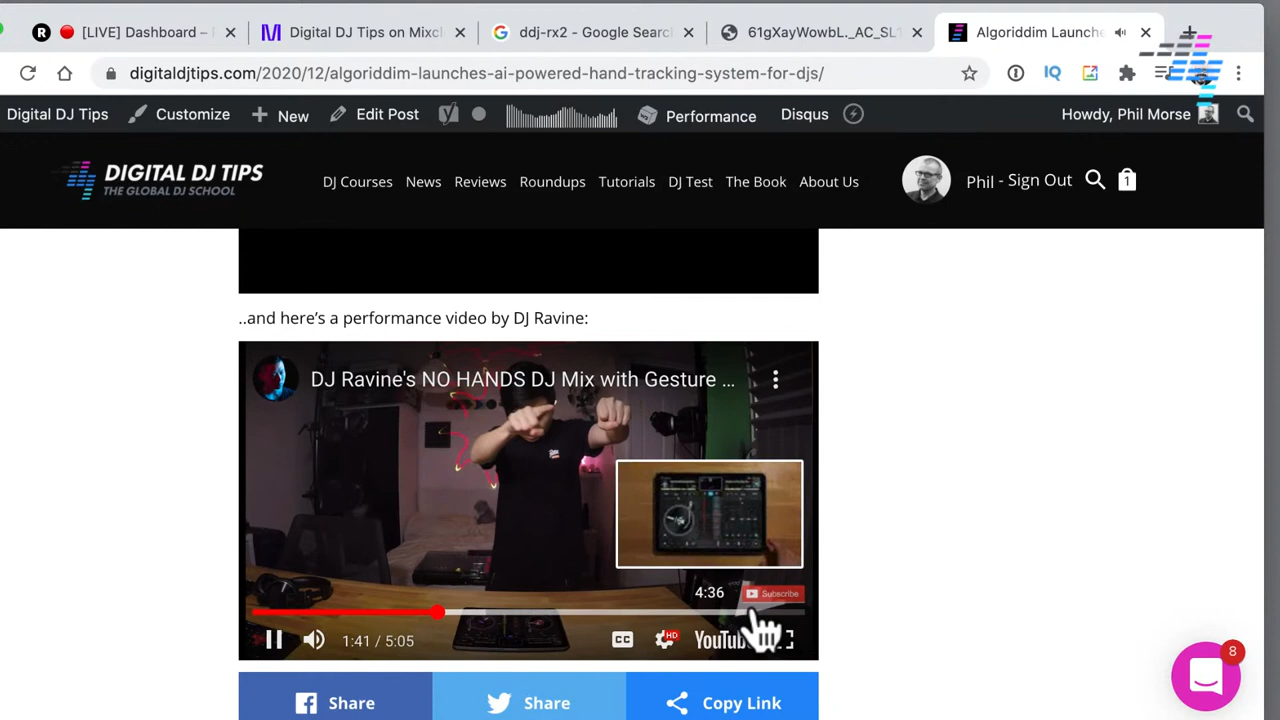 [LIVE] Dashboard –
Digital DJ Tips on Mixcl
ddj-rx2 - Google Searc
61gXayWowbL._AC_SL1
Algoriddim Launche
digitaldjtips.com/2020/12/algoriddim-launches-ai-powered-hand-tracking-system-for-djs/
Digital DJ Tips
Customize
New
Edit Post
Performance
Disqus
Howdy, Phil Morse
DIGITAL DJ TIPS
THE GLOBAL DJ SCHOOL
DJ Courses
News
Reviews
Roundups
Tutorials
DJ Test
The Book
About Us
Phil - Sign Out
1
..and here’s a performance video by DJ Ravine:
DJ Ravine's NO HANDS DJ Mix with Gesture ...
4:36
Subscribe
1:41 / 5:05
CC
HD
YouTub
8
Share
Share
Copy Link